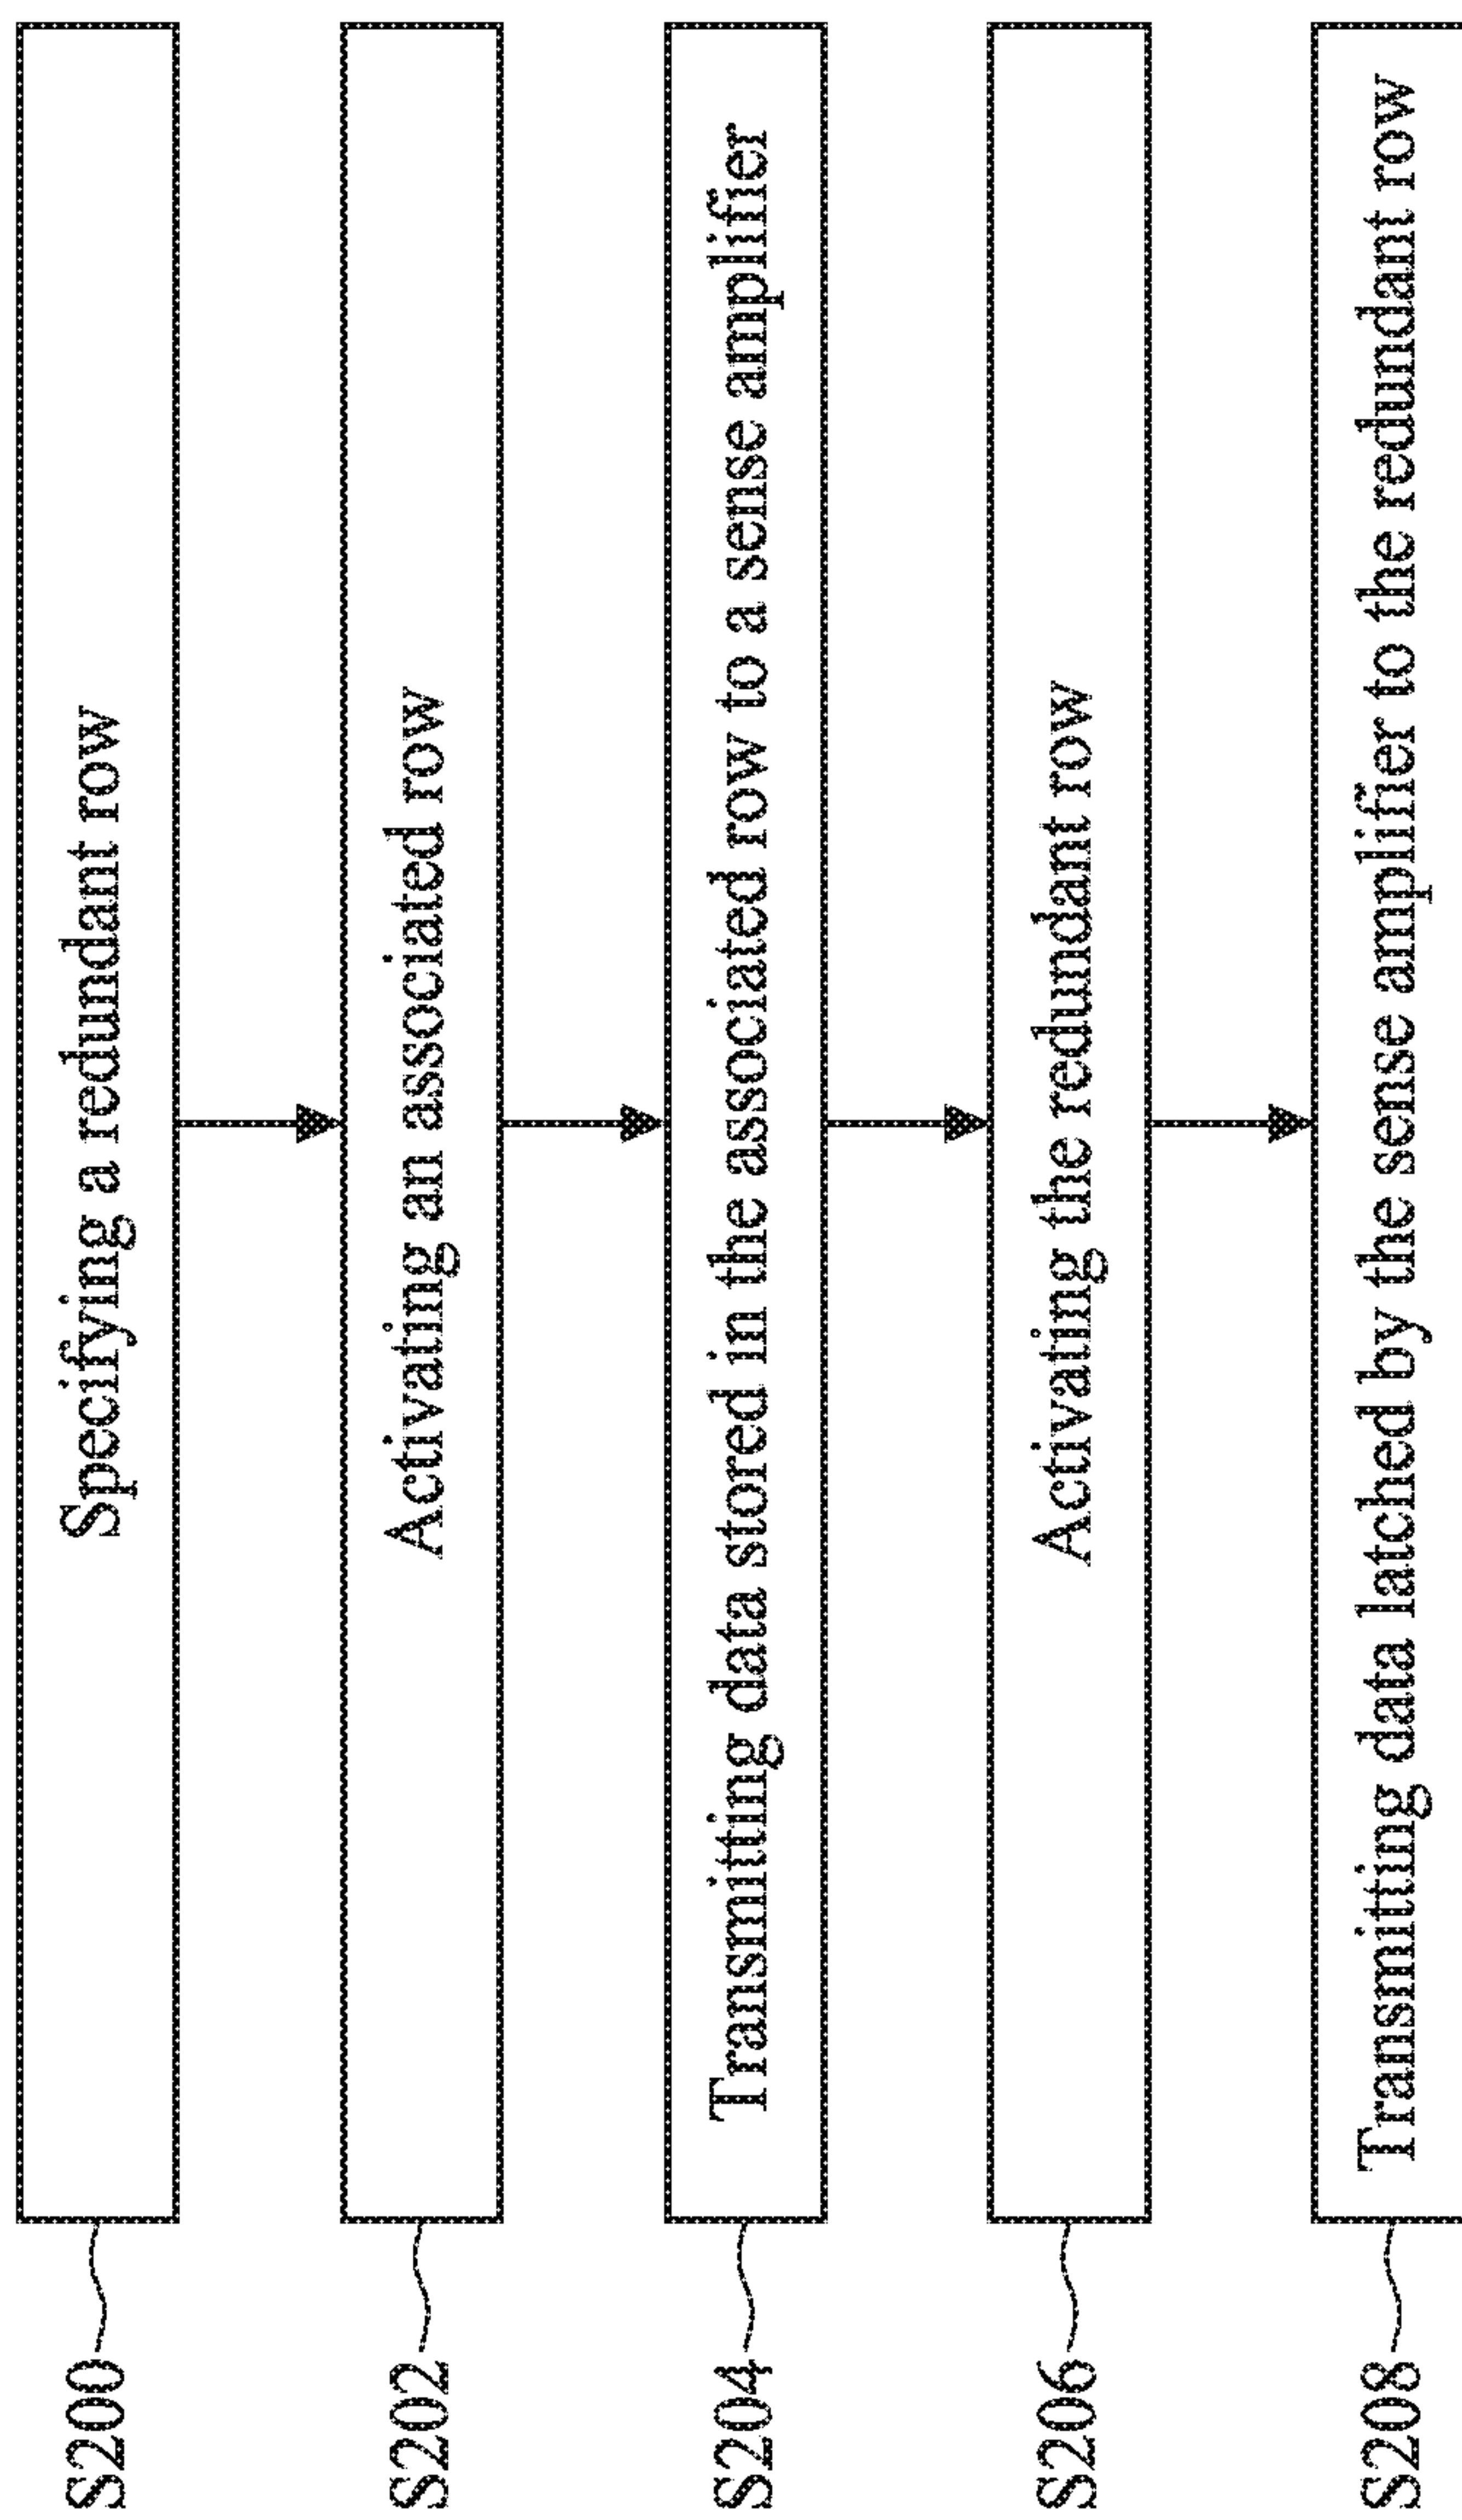 S200
Specifying a redundant row
S202
Activating an associated row
S204
Transmitting data stored in the associated row to a sense amplifier
S206
Activating the redundant row
S208
Transmitting data latched by the sense amplifier to the redundant row